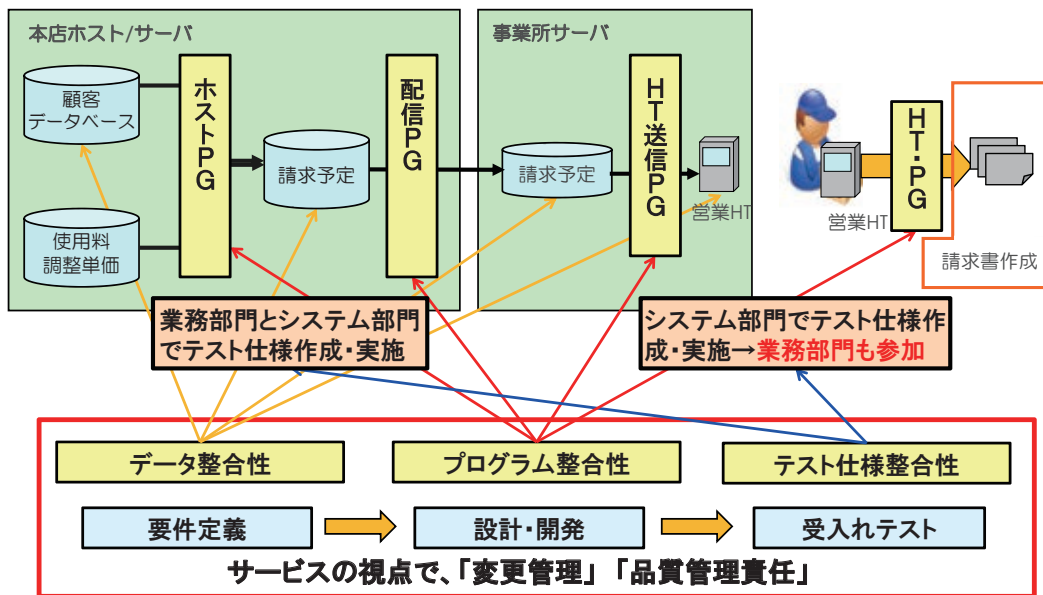 本店ホスト/サーバ
事業所サーバ
顧客
データベース
使用料
調整単価
ホストPG
請求予定
配信PG
請求予定
HT送信PG
営業HT
営業HT
HT・PG
請求書作成
業務部門とシステム部門
でテスト仕様作成・実施
システム部門でテスト仕様作
成・実施→業務部門も参加
データ整合性
プログラム整合性
テスト仕様整合性
要件定義
設計・開発
受入れテスト
サービスの視点で、「変更管理」「品質管理責任」